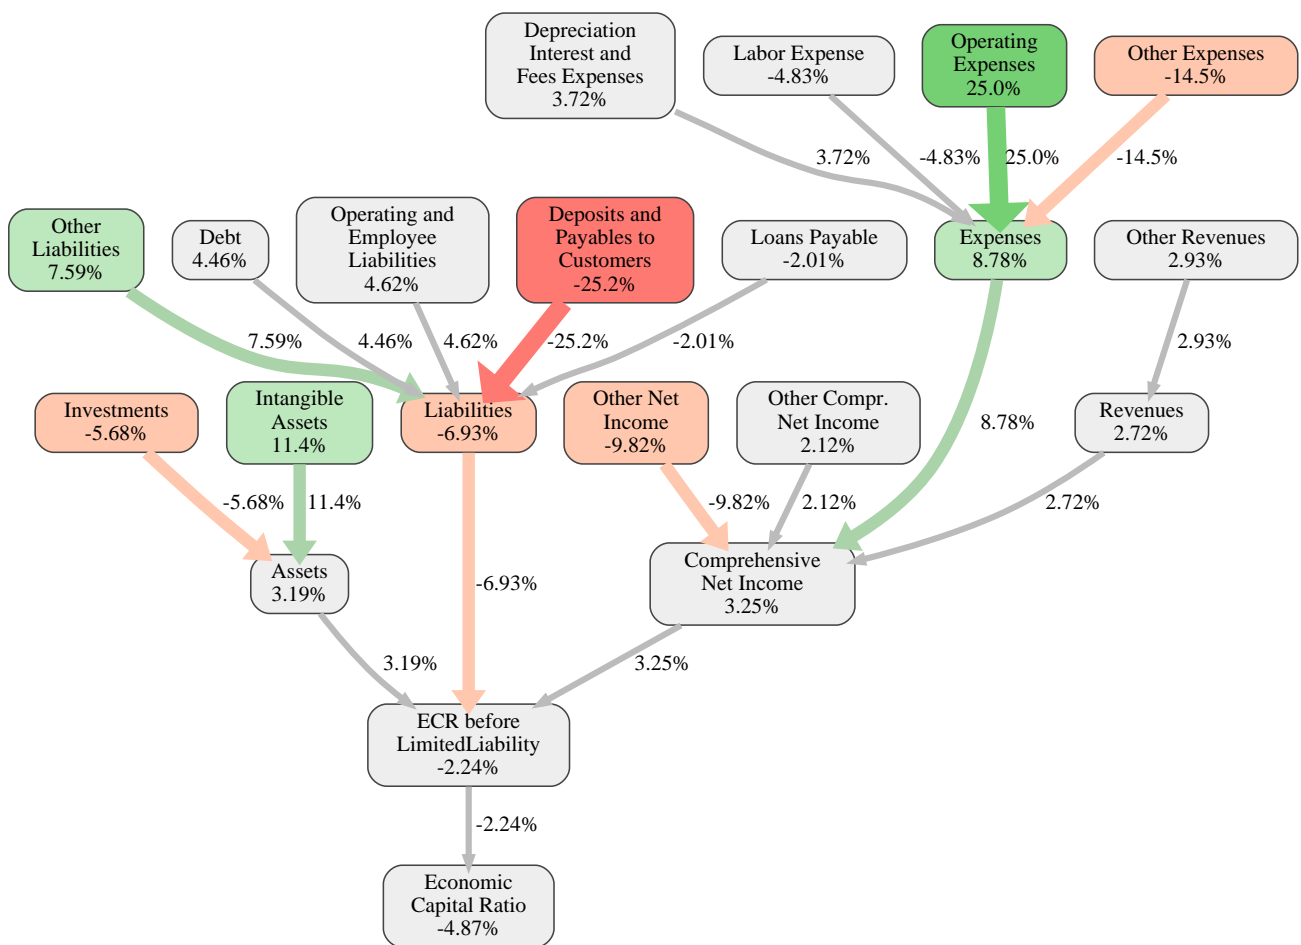 Depreciation
Interest and
Fees Expenses
3.72%
Labor Expense
-4.83%
Operating
Expenses
25.0%
Other Expenses
-14.5%
3.72%
-4.83%
25.0%
-14.5%
Other
Liabilities
7.59%
Debt
4.46%
Operating and
Employee
Liabilities
4.62%
Deposits and
Payables to
Customers
-25.2%
Loans Payable
-2.01%
Expenses
8.78%
Other Revenues
2.93%
7.59%
4.46%
4.62%
-25.2%
-2.01%
2.93%
Investments
-5.68%
Intangible
Assets
11.4%
Liabilities
-6.93%
Other Net
Income
-9.82%
Other Compr.
Net Income
2.12%
8.78%
Revenues
2.72%
-5.68%
11.4%
-9.82%
2.12%
2.72%
Assets
3.19%
-6.93%
Comprehensive
Net Income
3.25%
3.19%
3.25%
ECR before
LimitedLiability
-2.24%
-2.24%
Economic
Capital Ratio
-4.87%